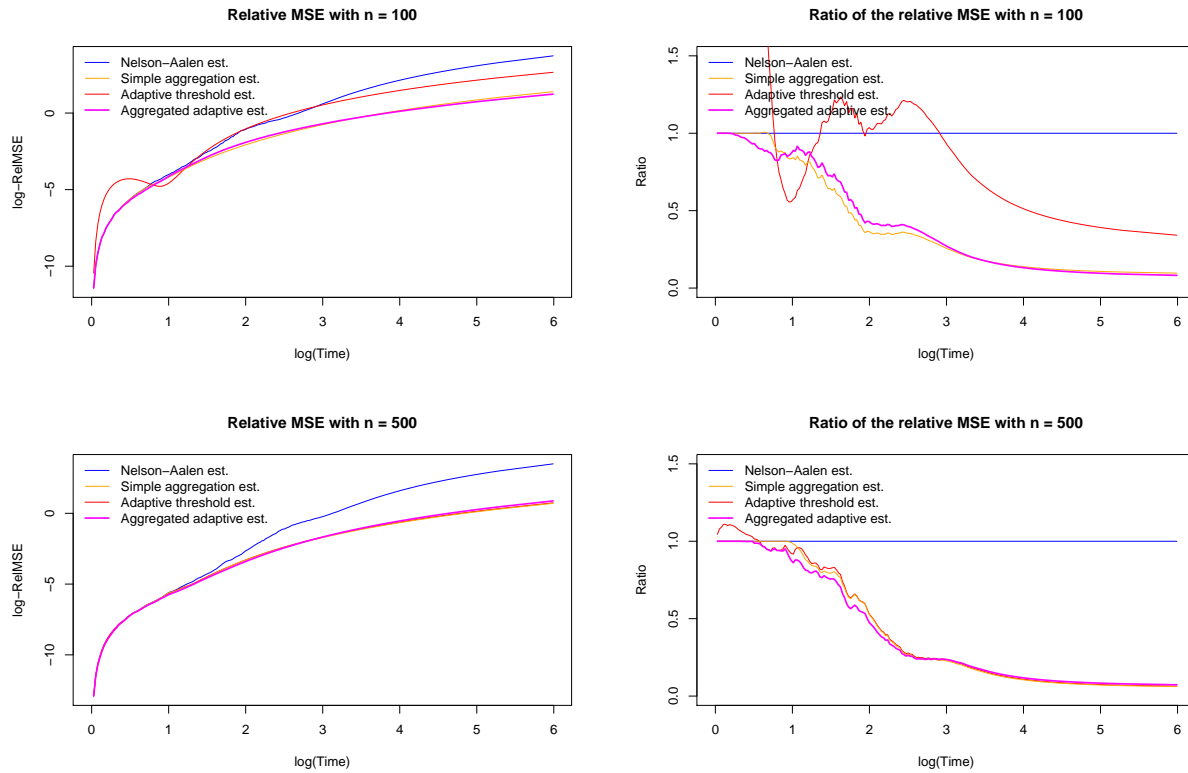 Relative MSE with n = 100
Nelson−Aalen est.
Simple aggregation est.
Adaptive threshold est.
Aggregated adaptive est.
log−RelMSE
0
−5
−10
0 1 2 3 4 5 6
log(Time)
Ratio of the relative MSE with n = 100
Nelson−Aalen est.
Simple aggregation est.
Adaptive threshold est.
Aggregated adaptive est.
Ratio
1.5
1.0
0.5
0.0
0 1 2 3 4 5 6
log(Time)
Relative MSE with n = 500
Nelson−Aalen est.
Simple aggregation est.
Adaptive threshold est.
Aggregated adaptive est.
log−RelMSE
0
−5
−10
0 1 2 3 4 5 6
log(Time)
Ratio of the relative MSE with n = 500
Nelson−Aalen est.
Simple aggregation est.
Adaptive threshold est.
Aggregated adaptive est.
Ratio
1.5
1.0
0.5
0.0
0 1 2 3 4 5 6
log(Time)